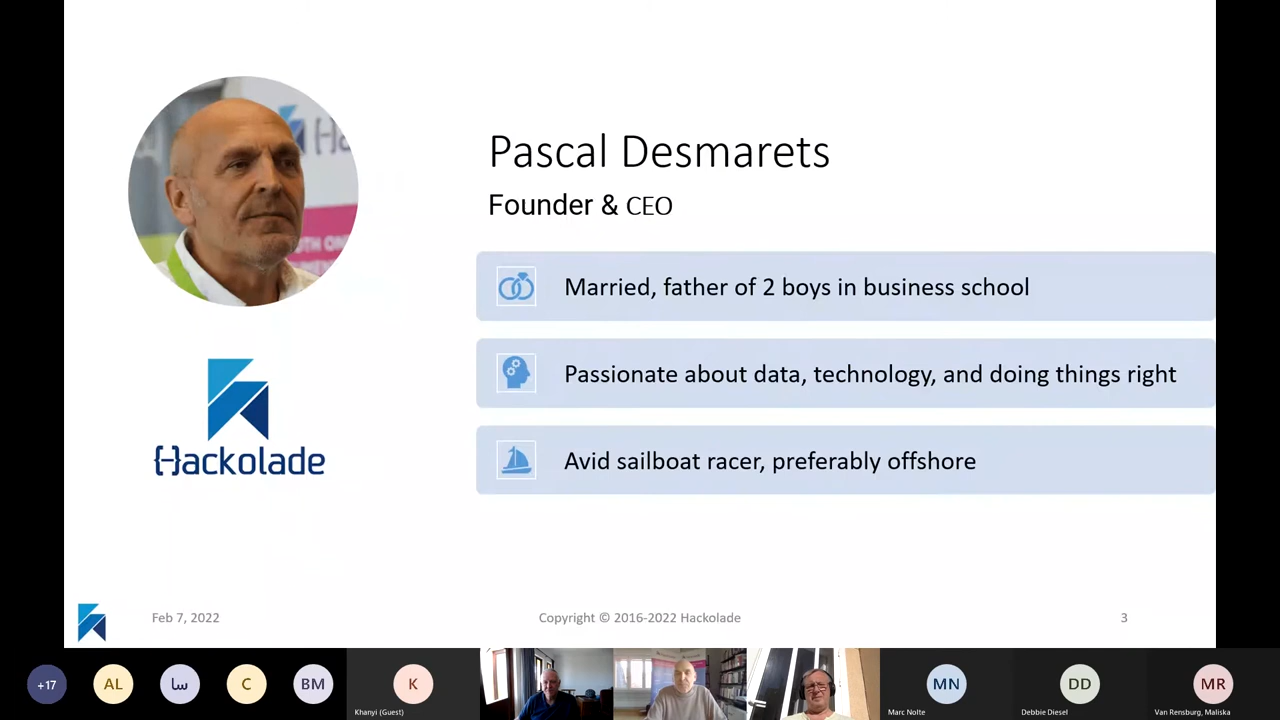 Pascal Desmarets
Founder & CEO
Married, father of 2 boys in business school
Passionate about data, technology, and doing things right
Avid sailboat racer, preferably offshore
{-}ackolade
Feb 7, 2022
Copyright © 2016-2022 Hackolade
3
+17
AL
سا
C
BM
K
MN
DD
MR
Khanyi (Guest)
Marc Nolte
Debbie Diesel
Van Rensburg, Maliska